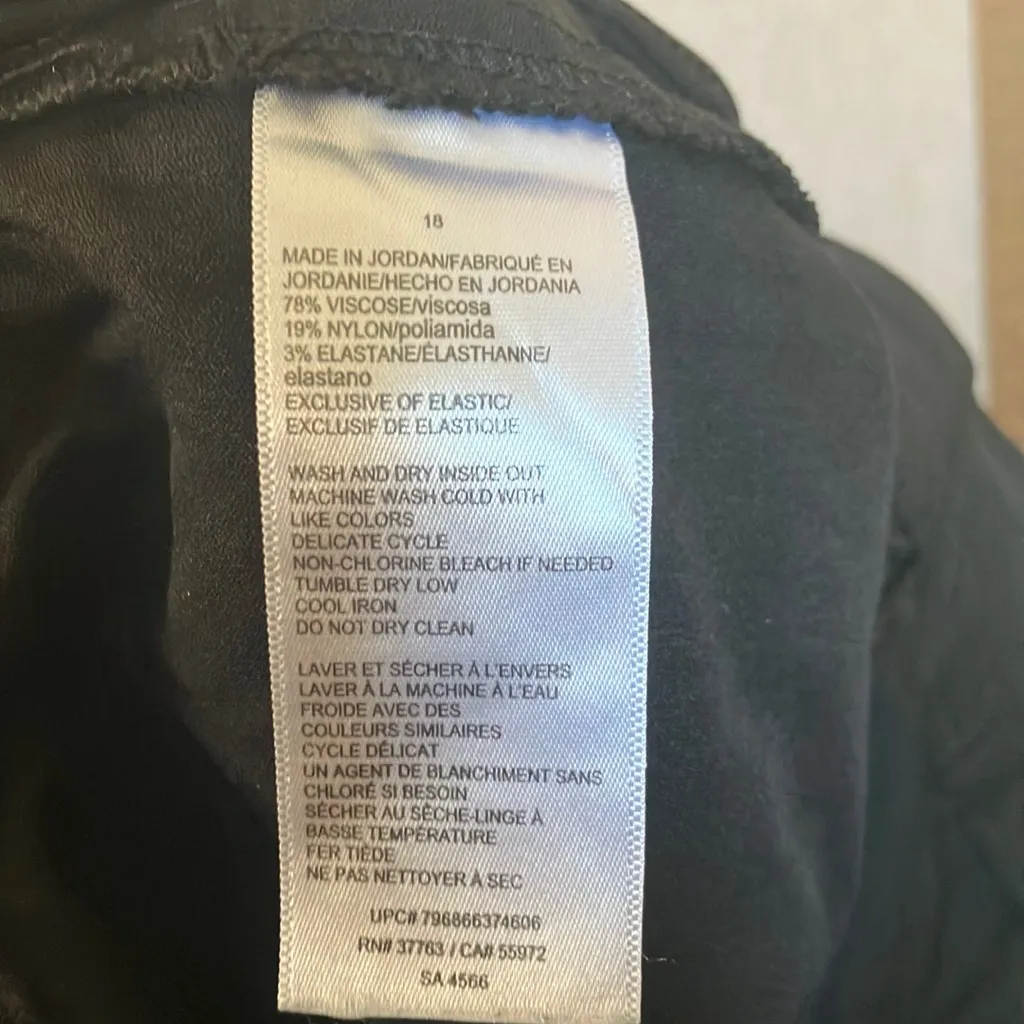 18
MADE IN JORDAN/FABRIQUÉ EN
JORDANIE/HECHO EN JORDANIA
78% VISCOSE/viscosa
19% NYLON/poliamida
3% ELASTANE/ÉLASTHANNE/
elastano
EXCLUSIVE OF ELASTIC/
EXCLUSIF DE ELASTIQUE
WASH AND DRY INSIDE OUT
MACHINE WASH COLD WITH
LIKE COLORS
DELICATE CYCLE
NON-CHLORINE BLEACH IF NEEDED
TUMBLE DRY LOW
COOL IRON
DO NOT DRY CLEAN
LAVER ET SÉCHER À L'ENVERS
LAVER À LA MACHINE À L'EAU
FROIDE AVEC DES
COULEURS SIMILAIRES
CYCLE DÉLICAT
UN AGENT DE BLANCHIMENT SANS
CHLORÉ SI BESOIN
SÉCHER AU SÈCHE-LINGE À
BASSE TEMPÉRATURE
FER TIÈDE
NE PAS NETTOYER À SEC
UPC# 796866374606
RN# 37763 / CA# 55972
SA 4566